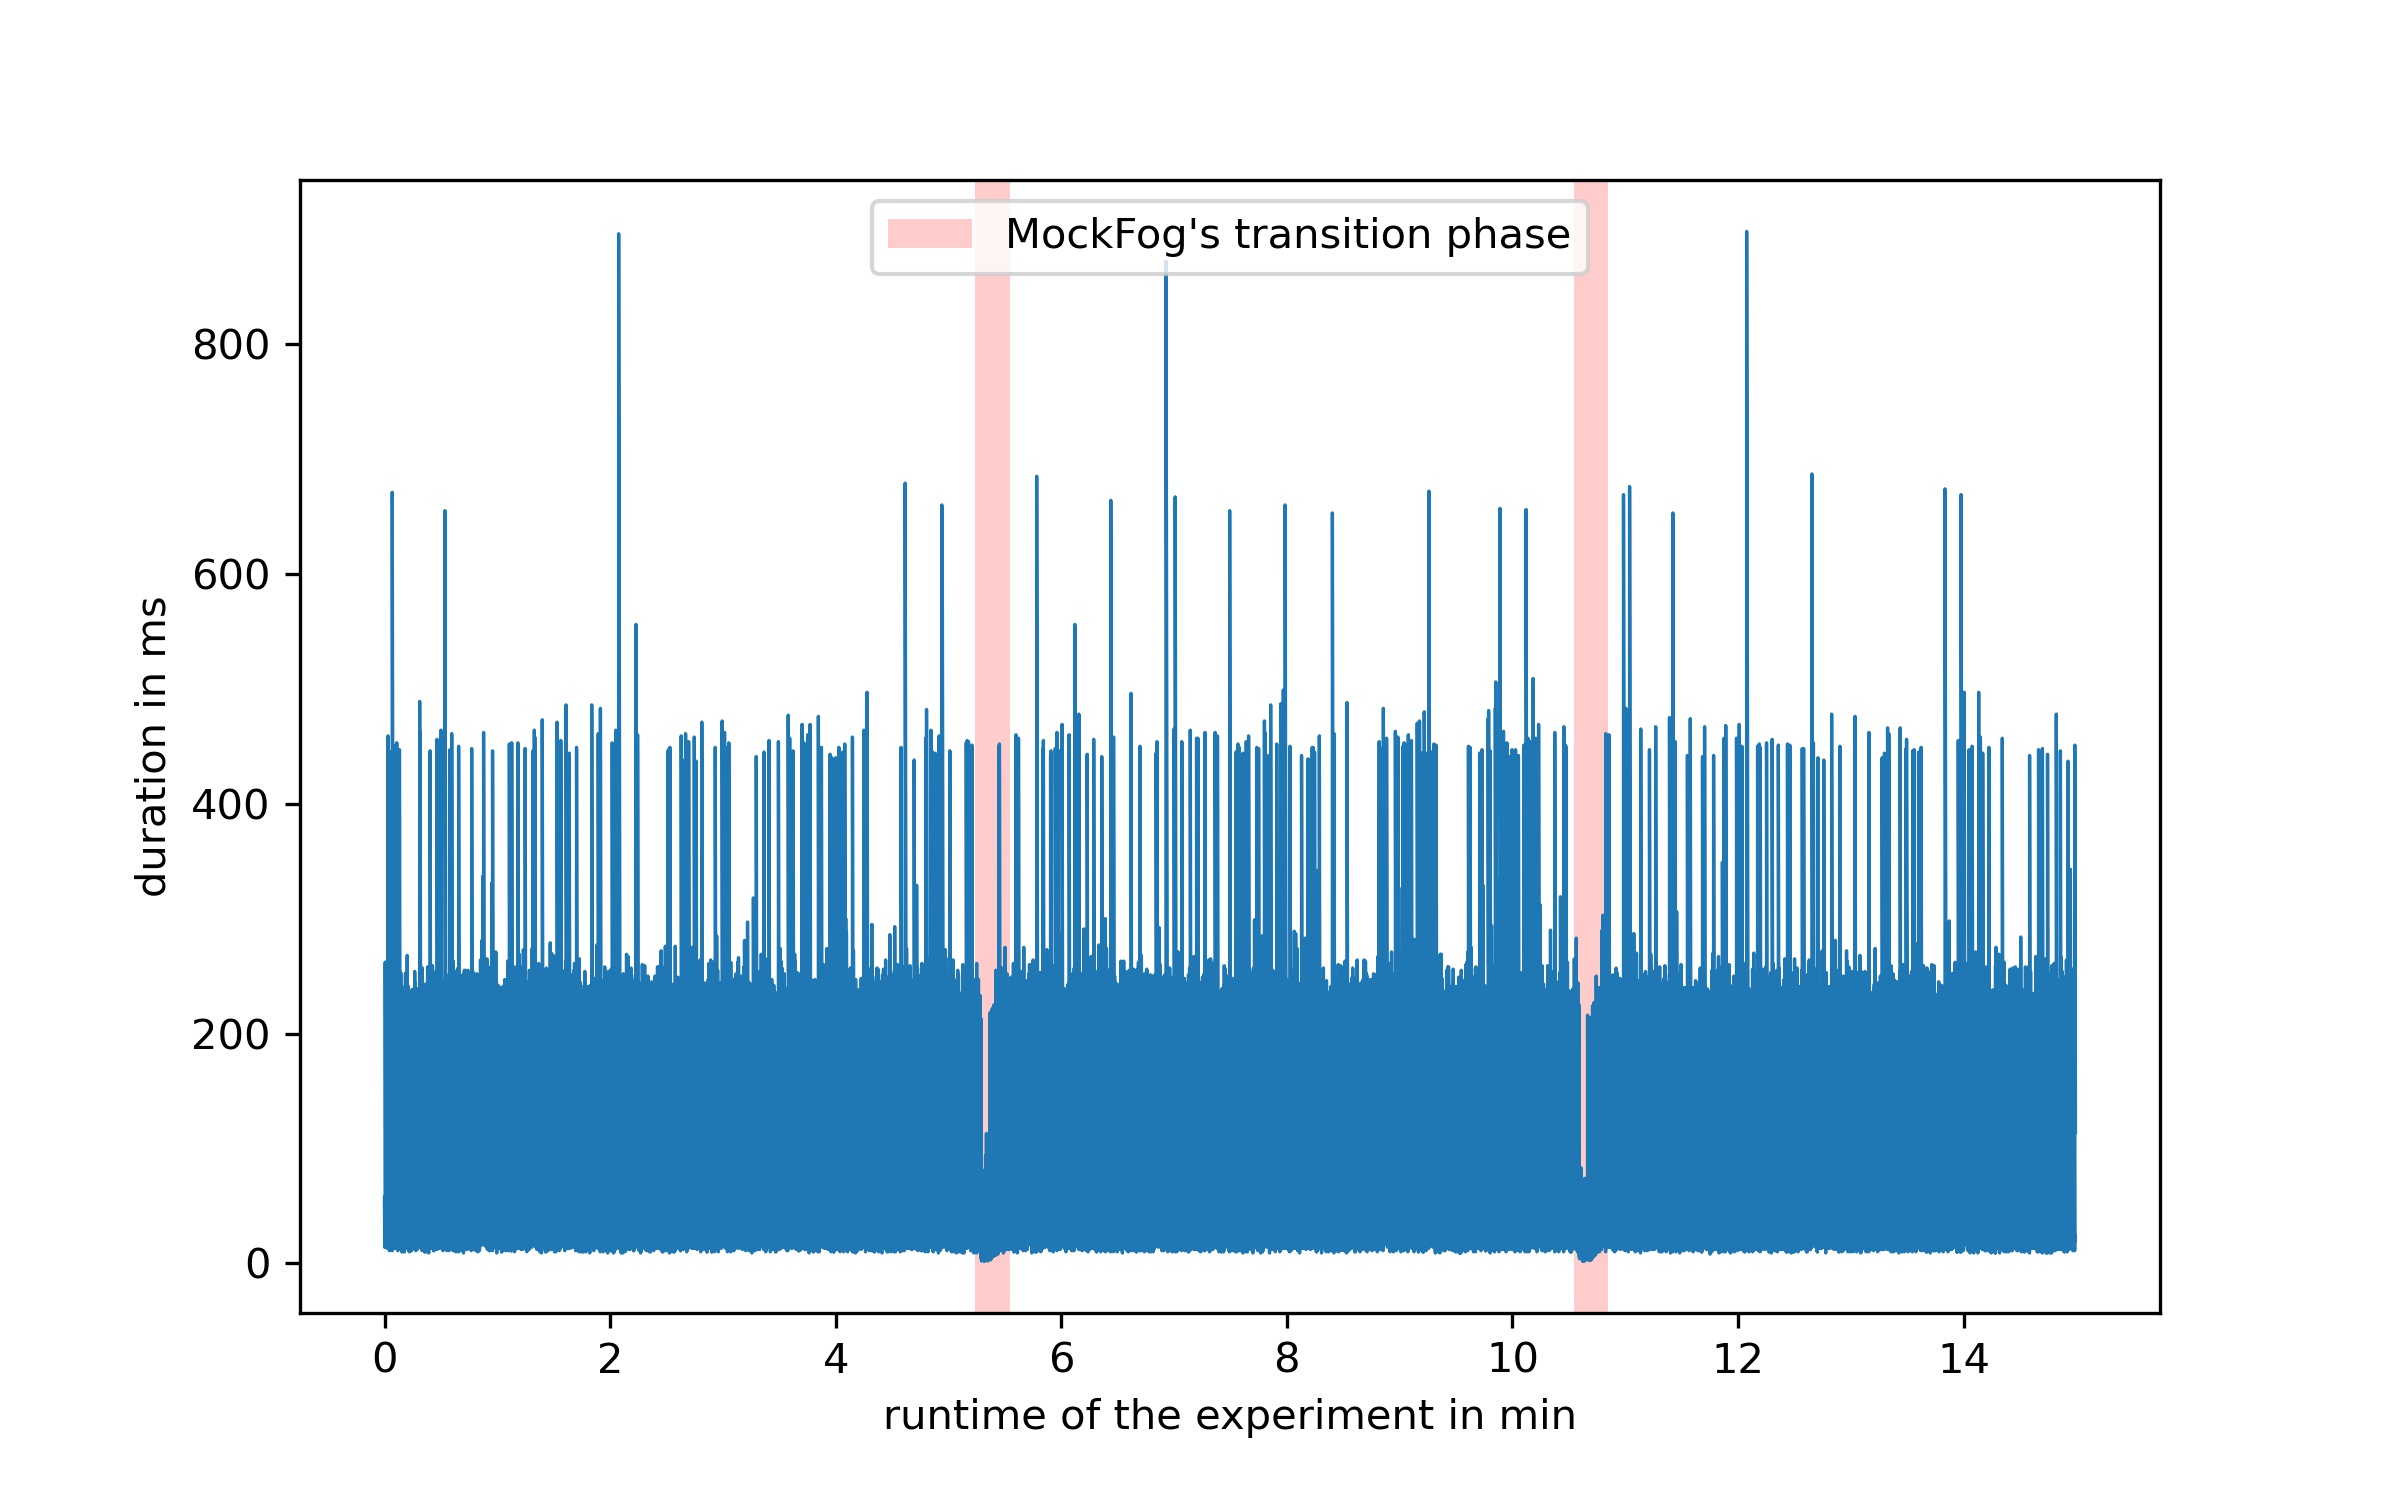 MockFog's transition phase
800
600
400
200
0
duration in ms
0 2 4 6 8 10 12 14
runtime of the experiment in min